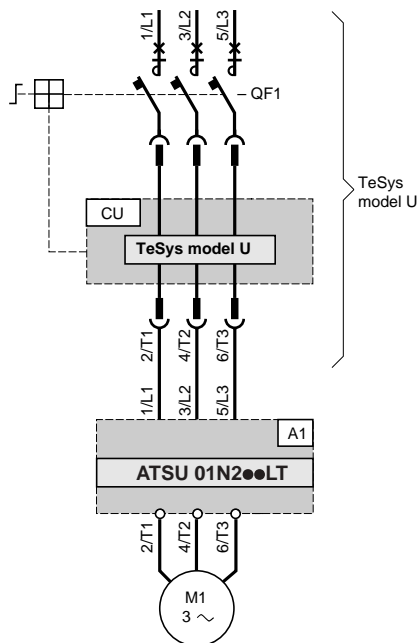 1/L1 3/L2 5/L3
QF1
TeSys
model U
CU
TeSys model U
2/T1 4/T2 6/T3
1/L1 3/L2 5/L3
A1
ATSU 01N2●●LT
2/T1 4/T2 6/T3
M1
3 ~